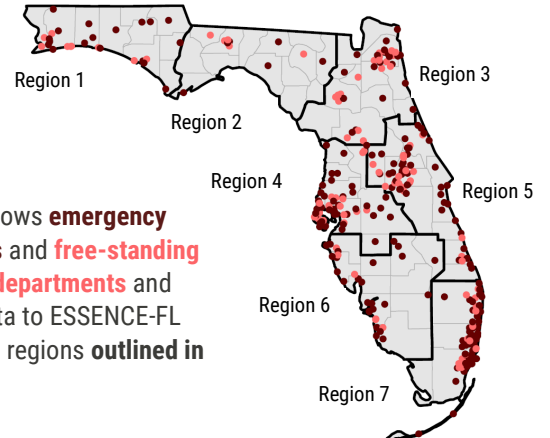 Region 1
Region 2
Region 3
Region 4
Region 5
ows emergency
s and free-standing
departments and
ta to ESSENCE-FL
regions outlined in
Region 6
Region 7